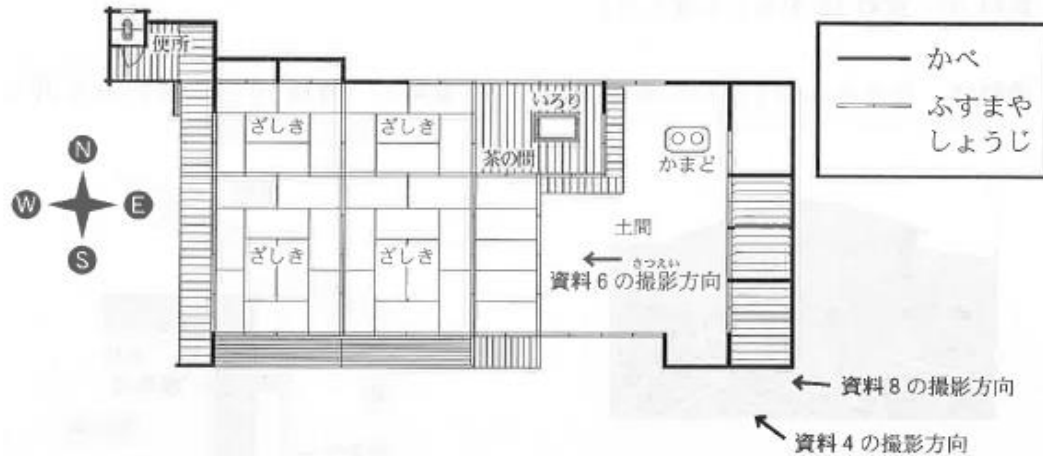 便所
かべ
ふすまや
しょうじ
ざしき
ざしき
いろり
茶の間
かまど
N
W
E
S
ざしき
ざしき
土間
さつえい
資料6の撮影方向
資料8の撮影方向
資料4の撮影方向